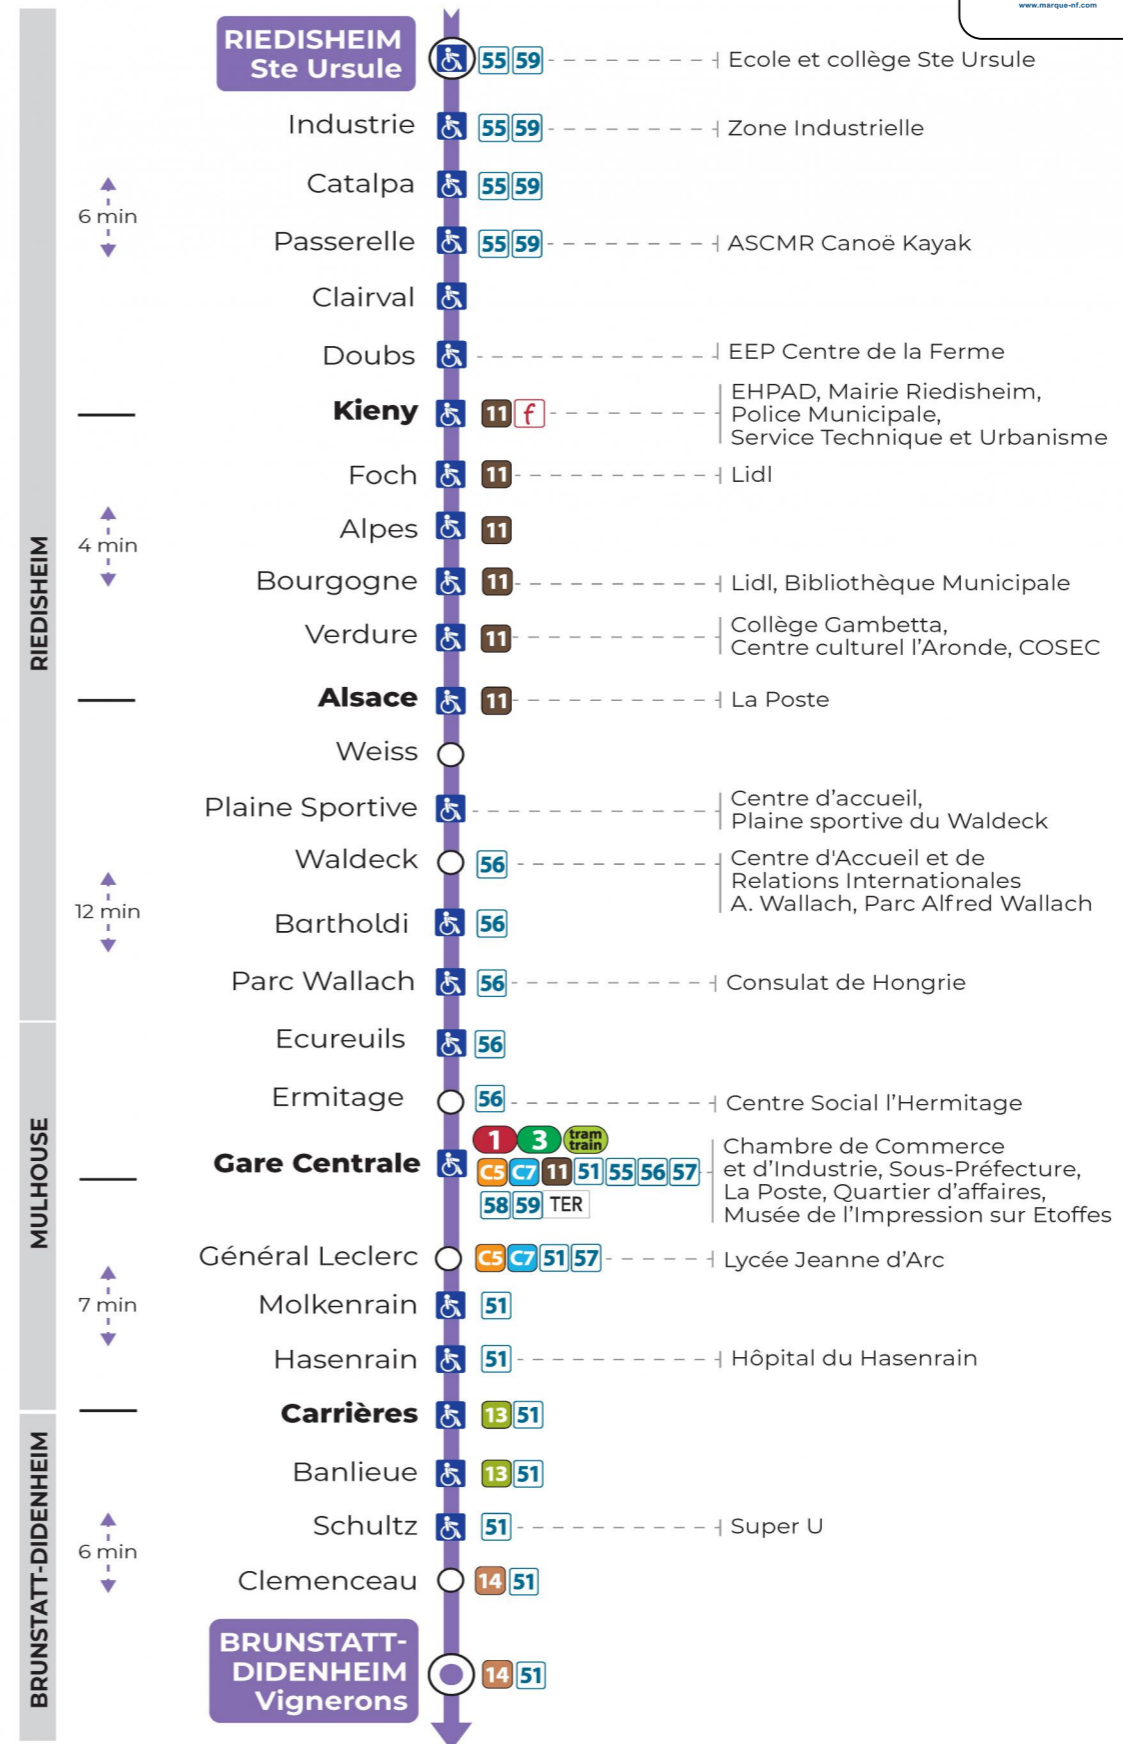 www.marque-nf.com
RIEDISHEIM
Ste Ursule
55 59
Ecole et collège Ste Ursule
Industrie
55 59
Zone Industrielle
Catalpa
55 59
6 min
Passerelle
55 59
ASCMR Canoë Kayak
Clairval
Doubs
EEP Centre de la Ferme
Kieny
11 f
EHPAD, Mairie Riedisheim,
Police Municipale,
Service Technique et Urbanisme
Foch
11
Lidl
Alpes
11
4 min
Bourgogne
11
Lidl, Bibliothèque Municipale
RIEDISHEIM
Verdure
11
Collège Gambetta,
Centre culturel l'Aronde, COSEC
Alsace
11
La Poste
Weiss
Plaine Sportive
Centre d'accueil,
Plaine sportive du Waldeck
Waldeck
56
Centre d'Accueil et de
Relations Internationales
A. Wallach, Parc Alfred Wallach
12 min
Bartholdi
56
Parc Wallach
56
Consulat de Hongrie
Ecureuils
56
Ermitage
56
Centre Social l'Hermitage
MULHOUSE
Gare Centrale
1 3 tram train
C5 C7 11 51 55 56 57
58 59 TER
Chambre de Commerce
et d'Industrie, Sous-Préfecture,
La Poste, Quartier d'affaires,
Musée de l'Impression sur Etoffes
Général Leclerc
C5 C7 51 57
Lycée Jeanne d'Arc
7 min
Molkenrain
51
Hasenrain
51
Hôpital du Hasenrain
Carrières
13 51
Banlieue
13 51
Schultz
51
Super U
6 min
BRUNSTATT-DIDENHEIM
Clemenceau
14 51
BRUNSTATT-
DIDENHEIM
Vignerons
14 51